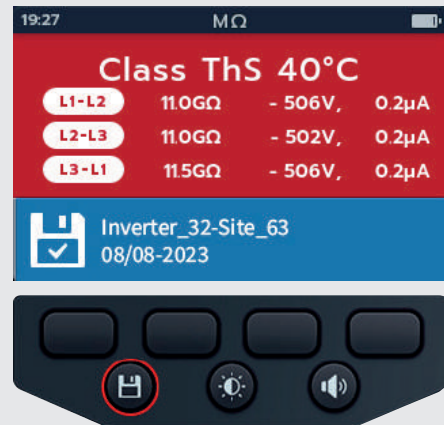 19:27 MΩ
Class ThS 40°C
L1-L2 11.0GΩ - 506V, 0.2µA
L2-L3 11.0GΩ - 502V, 0.2µA
L3-L1 11.5GΩ - 506V, 0.2µA
Inverter_32-Site_63
08/08-2023